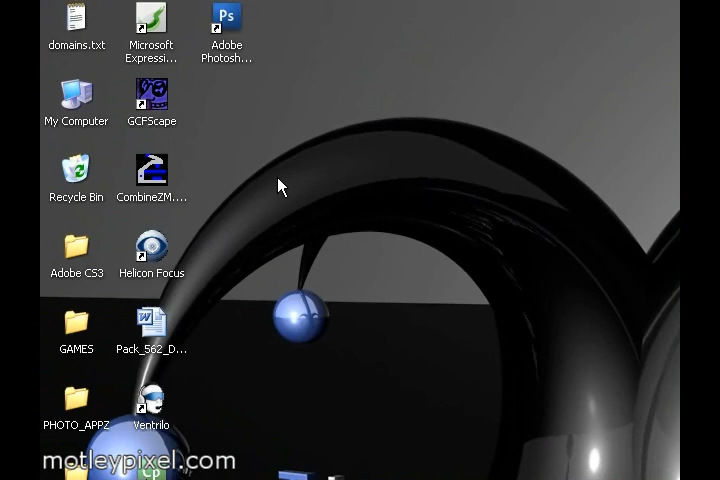 domains.txt
Microsoft
Expressi...
Ps
Adobe
Photosh...
My Computer
GCFScape
Recycle Bin
CombineZM....
Adobe CS3
Helicon Focus
GAMES
Pack_562_D...
PHOTO_APPZ
Ventrilo
motleypixel.com
Cp